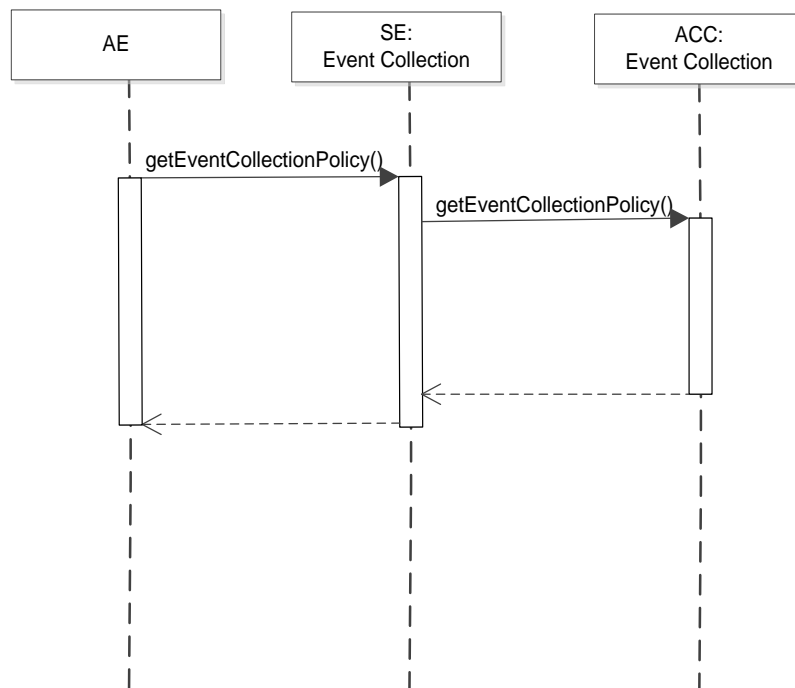 AE
SE:
Event Collection
ACC:
Event Collection
getEventCollectionPolicy()
getEventCollectionPolicy()